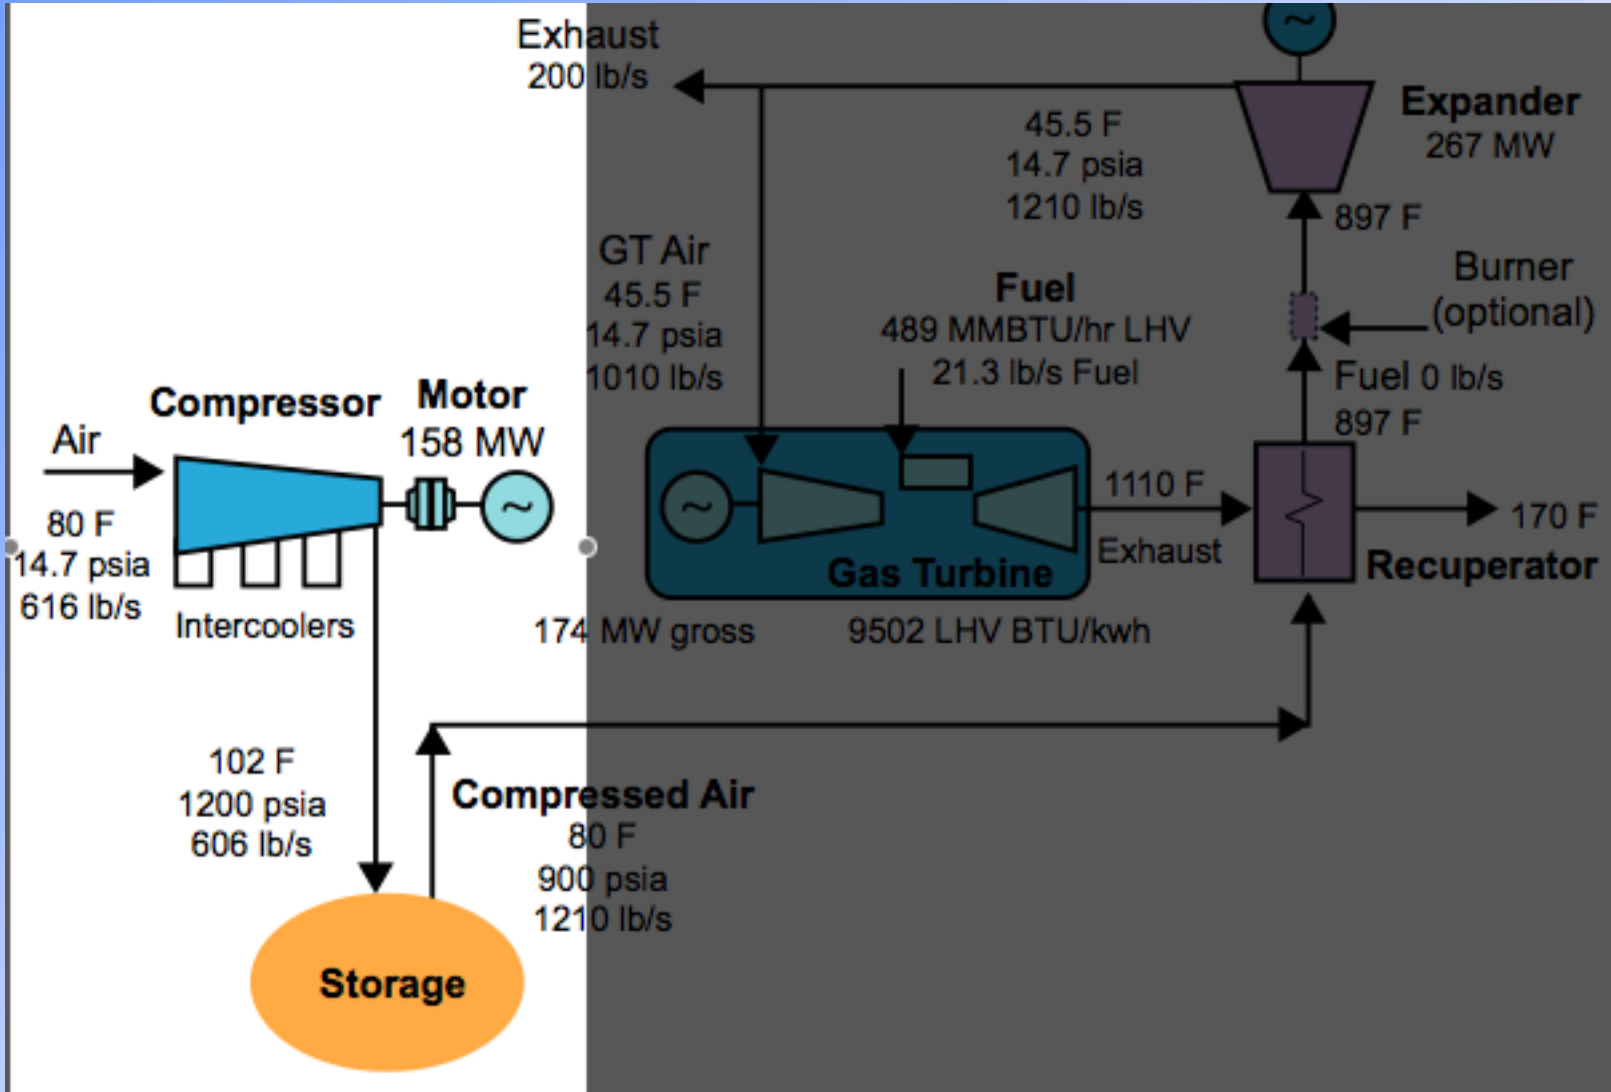 Exhaust
200 lb/s
45.5 F
14.7 psia
1210 lb/s
~
Expander
267 MW
897 F
GT Air
45.5 F
14.7 psia
1010 lb/s
Fuel
489 MMBTU/hr LHV
21.3 lb/s Fuel
Burner
(optional)
Fuel 0 lb/s
897 F
Compressor
Motor
158 MW
Air
80 F
14.7 psia
616 lb/s
~
Intercoolers
~
Gas Turbine
174 MW gross
9502 LHV BTU/kwh
1110 F
Exhaust
170 F
Recuperator
102 F
1200 psia
606 lb/s
Compressed Air
80 F
900 psia
1210 lb/s
Storage